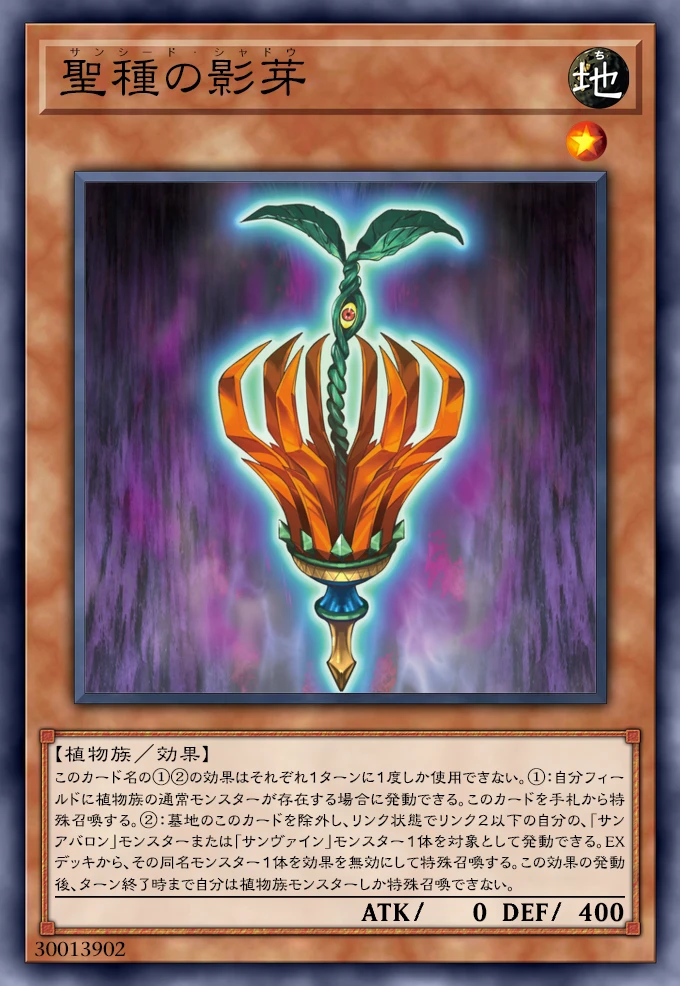 サンシード・シャドウ
聖種の影芽
ち
地
【植物族／効果】
このカード名の①②の効果はそれぞれ1ターンに1度しか使用できない。①:自分フィー
ルドに植物族の通常モンスターが存在する場合に発動できる。このカードを手札から特
殊召喚する。②:墓地のこのカードを除外し、リンク状態でリンク2以下の自分の、「サン
アバロン」モンスターまたは「サンヴァイン」モンスター1体を対象として発動できる。EX
デッキから、その同名モンスター1体を効果を無効にして特殊召喚する。この効果の発動
後、ターン終了時まで自分は植物族モンスターしか特殊召喚できない。
ATK/ 0 DEF/ 400
30013902